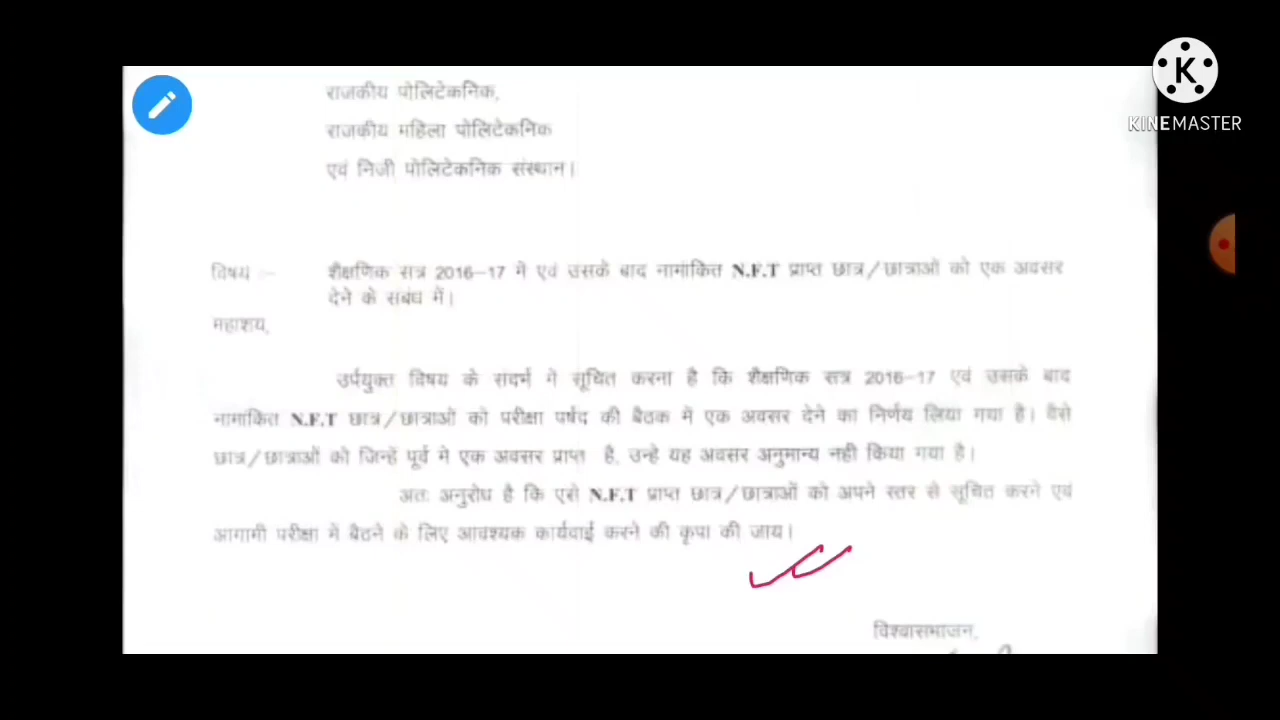 राजकीय पोलिटेकनिक,
KINEMASTER
राजकीय महिला पोलिटेकनिक
एवं निजी पोलिटेकनिक संस्थान।
विषय :- शैक्षणिक सत्र 2016-17 मे एवं उसके बाद नामांकित N.F.T प्राप्त छात्र/छात्राओं को एक अवसर
देने के सबंध में।
महाशय,
उर्पयुक्त विषय के संदर्भ मे सूचित करना है कि शैक्षणिक सत्र 2016-17 एवं उसके बाद
नामांकित N.F.T छात्र/छात्राओं को परीक्षा पर्षद की बैठक में एक अवसर देने का निर्णय लिया गया है। वैसे
छात्र/छात्राओं को जिन्हें पूर्व मे एक अवसर प्राप्त है, उन्हे यह अवसर अनुमान्य नही किया गया है।
अतः अनुरोध है कि एसे N.F.T प्राप्त छात्र/छात्राओं को अपने स्तर से सूचित करने एवं
आगामी परीक्षा में बैठने के लिए आवश्यक कार्यवाई करने की कृपा की जाय।
विश्वासभाजन,